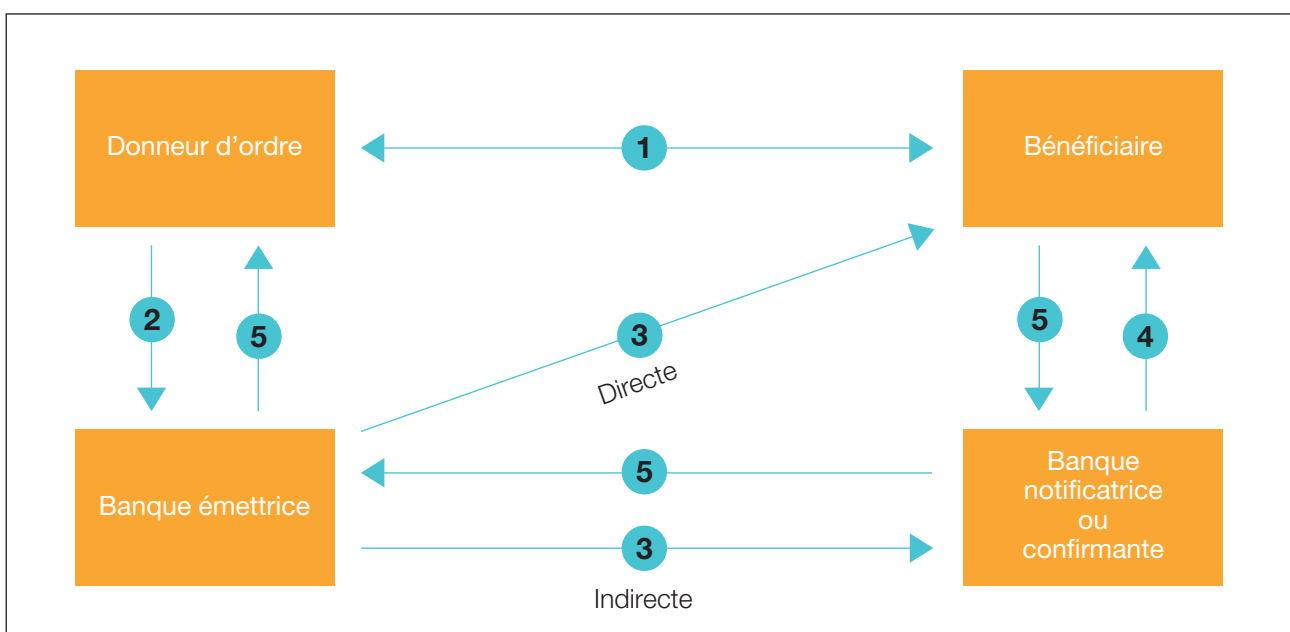 Donneur d'ordre
1
Bénéficiaire
2
5
3
Directe
5
4
Banque émettrice
5
3
Indirecte
Banque
notificatrice
ou
confirmante